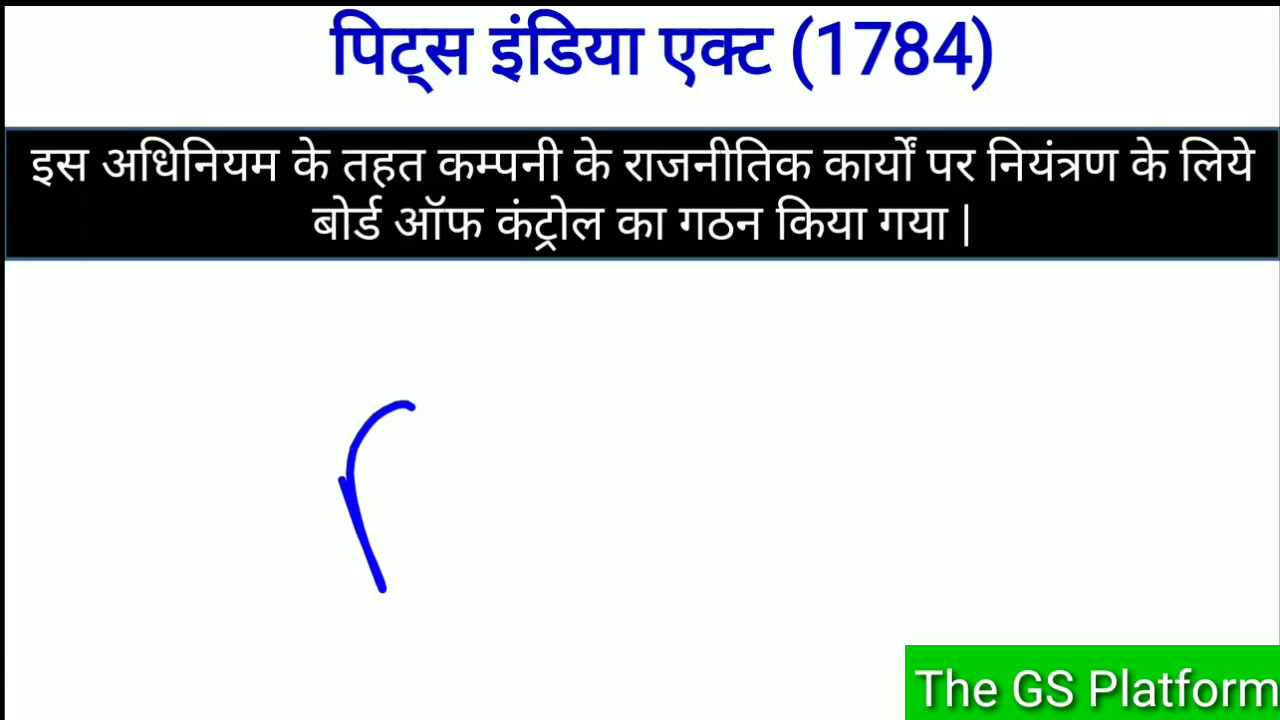 पिट्स इंडिया एक्ट (1784)
इस अधिनियम के तहत कम्पनी के राजनीतिक कार्यों पर नियंत्रण के लिये
बोर्ड ऑफ कंट्रोल का गठन किया गया |
The GS Platform